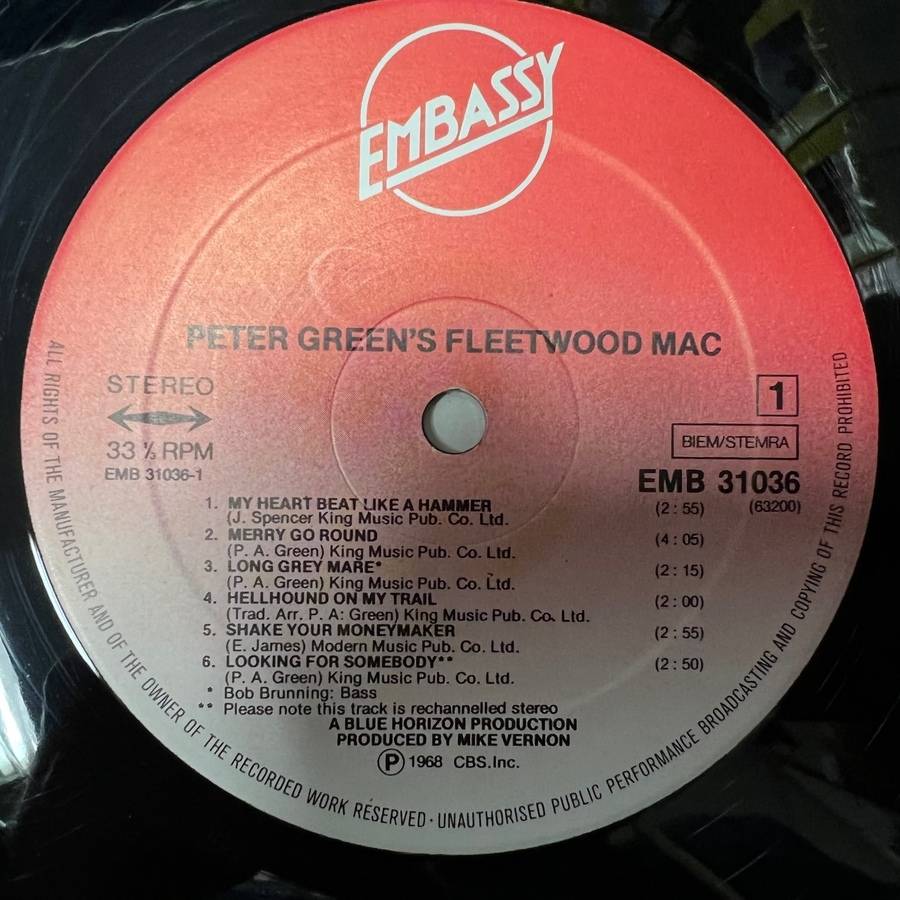 EMBASSY
PETER GREEN'S FLEETWOOD MAC
STEREO
33 ⅓ RPM
EMB 31036-1
1
BIEM/STEMRA
EMB 31036
(63200)
1. MY HEART BEAT LIKE A HAMMER (2:55)
(J. Spencer King Music Pub. Co. Ltd.
2. MERRY GO ROUND (4:05)
(P. A. Green) King Music Pub. Co. Ltd.
3. LONG GREY MARE* (2:15)
(P. A. Green) King Music Pub. Co. Ltd.
4. HELLHOUND ON MY TRAIL (2:00)
(Trad. Arr. P. A: Green) King Music Pub. Co. Ltd.
5. SHAKE YOUR MONEYMAKER (2:55)
(E. James) Modern Music Pub. Co. Ltd.
6. LOOKING FOR SOMEBODY** (2:50)
(P. A. Green) King Music Pub. Co. Ltd.
* Bob Brunning: Bass
** Please note this track is rechannelled stereo
A BLUE HORIZON PRODUCTION
PRODUCED BY MIKE VERNON
Ⓟ 1968 CBS.Inc.
ALL RIGHTS OF THE MANUFACTURER AND OF THE OWNER OF THE RECORDED WORK RESERVED · UNAUTHORISED PUBLIC PERFORMANCE BROADCASTING AND COPYING OF THIS RECORD PROHIBITED